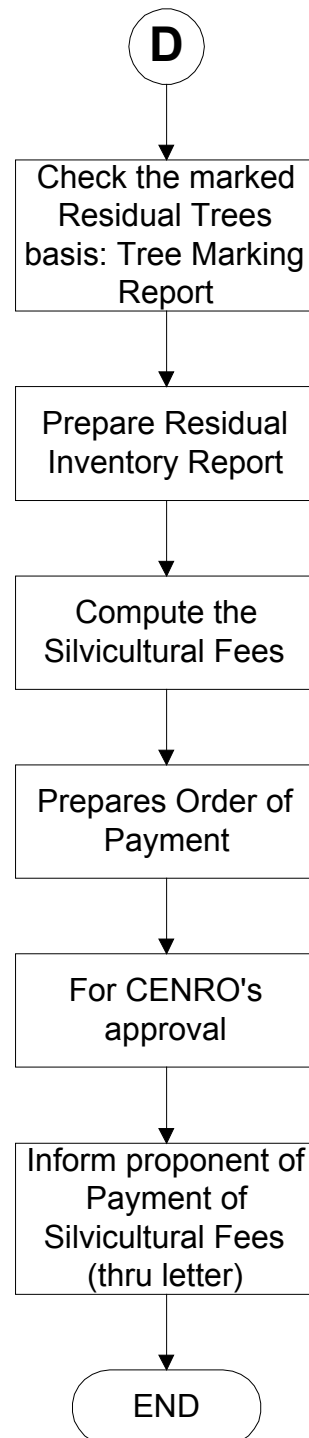 D
Check the marked
Residual Trees
basis: Tree Marking
Report
Prepare Residual
Inventory Report
Compute the
Silvicultural Fees
Prepares Order of
Payment
For CENRO's
approval
Inform proponent of
Payment of
Silvicultural Fees
(thru letter)
END